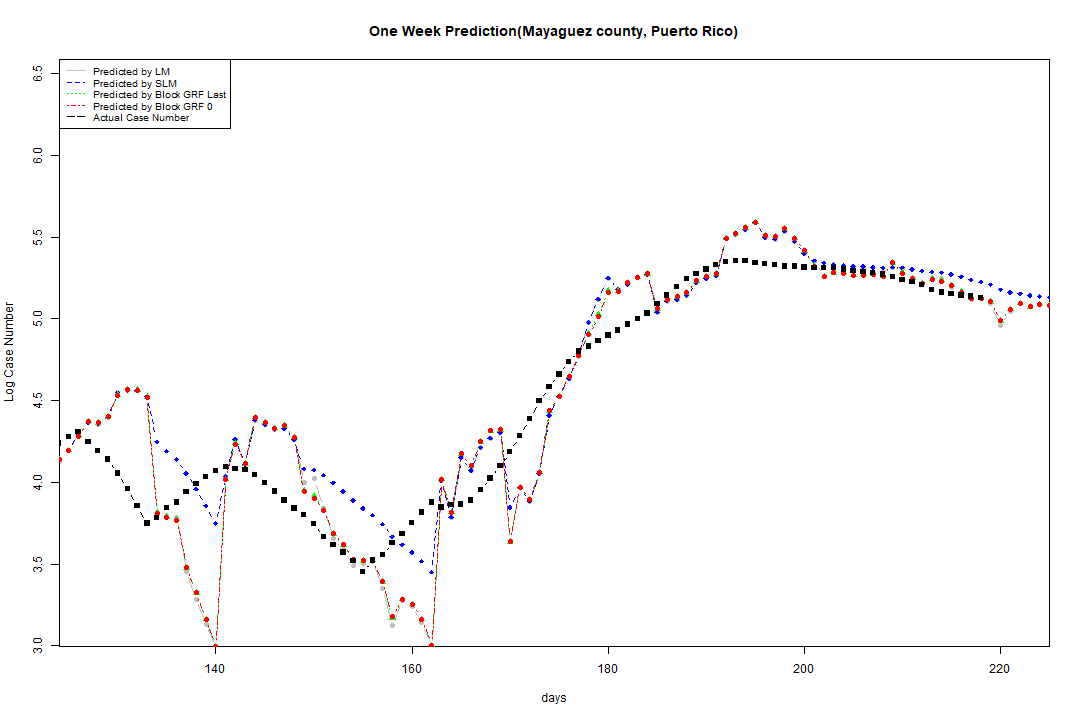 One Week Prediction(Mayaguez county, Puerto Rico)
Predicted by LM
Predicted by SLM
Predicted by Block GRF Last
Predicted by Block GRF 0
Actual Case Number
6.5
6.0
5.5
5.0
4.5
4.0
3.5
3.0
Log Case Number
140 160 180 200 220
days